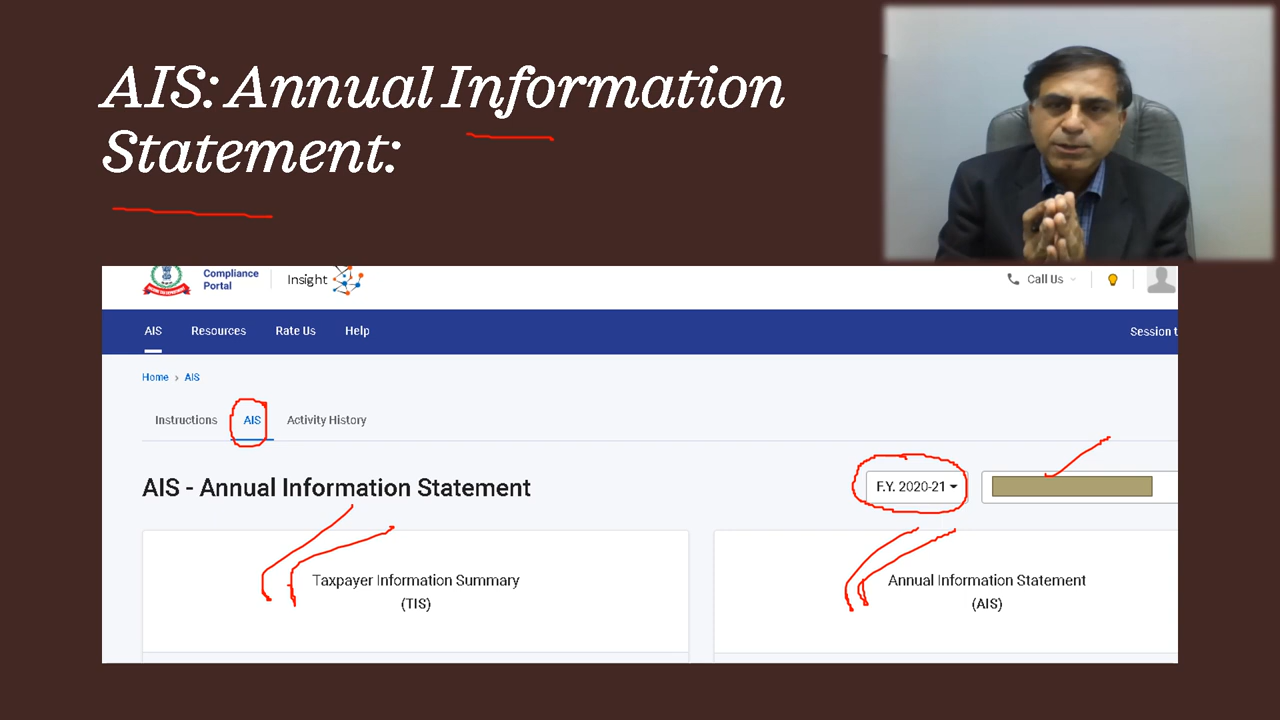 AIS: Annual Information
Statement:
Compliance
Portal
Insight
Call Us
AIS
Resources
Rate Us
Help
Session t
Home > AIS
Instructions
AIS
Activity History
AIS - Annual Information Statement
F.Y. 2020-21
Taxpayer Information Summary
(TIS)
Annual Information Statement
(AIS)